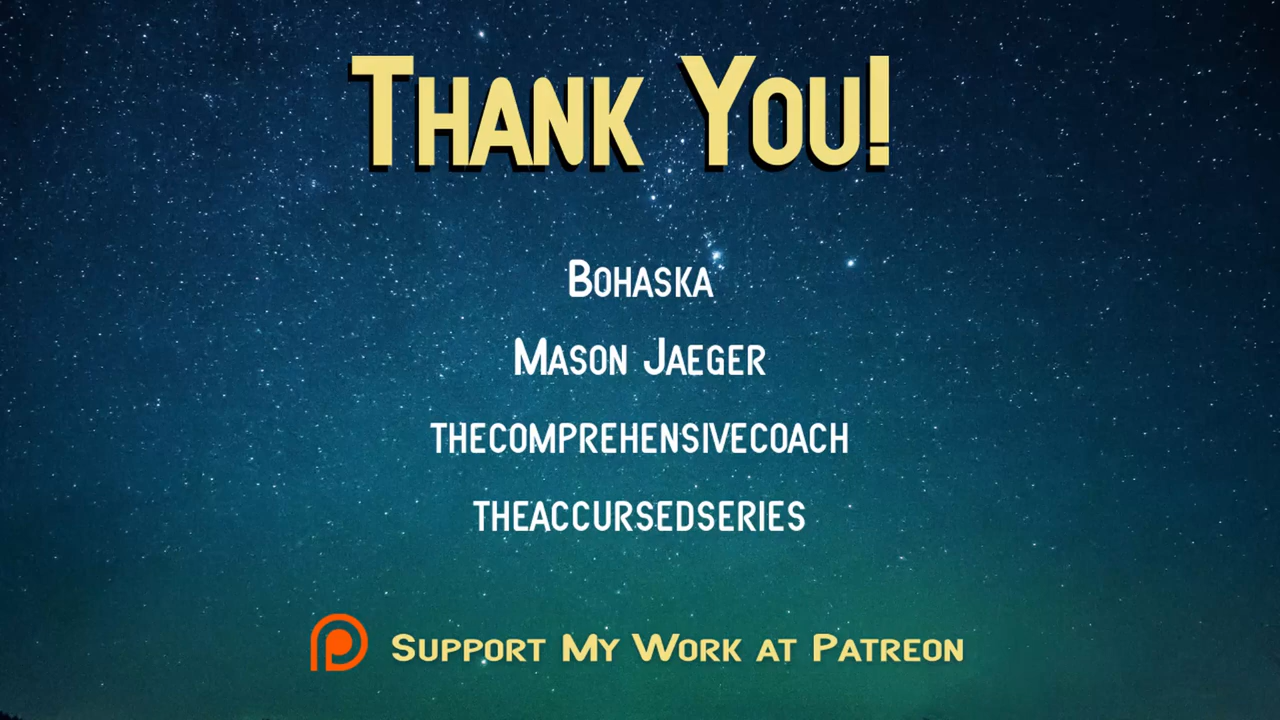 Thank You!
Bohaska
Mason Jaeger
thecomprehensivecoach
theaccursedseries
Support My Work at Patreon